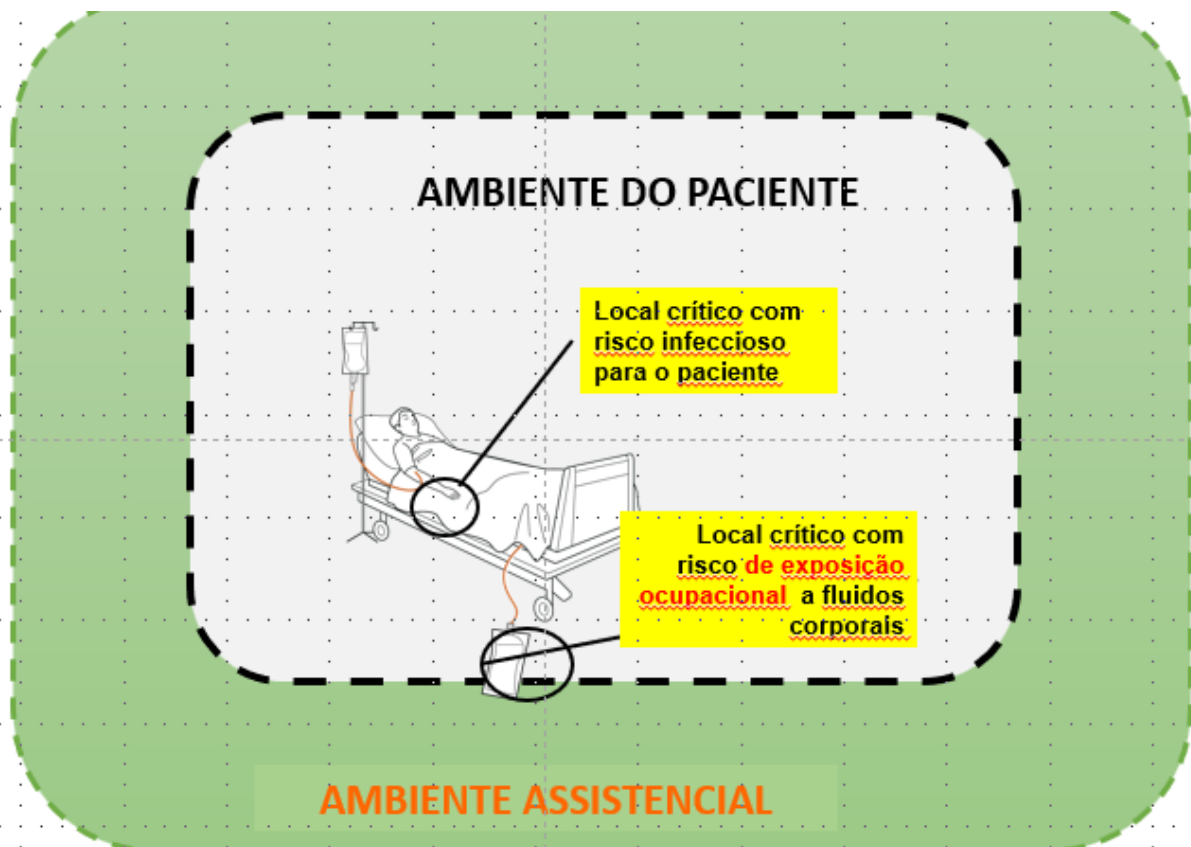 AMBIENTE DO PACIENTE
Local crítico com
risco infeccioso
para o paciente
Local crítico com
risco de exposição
ocupacional a fluidos
corporais
AMBIENTE ASSISTENCIAL